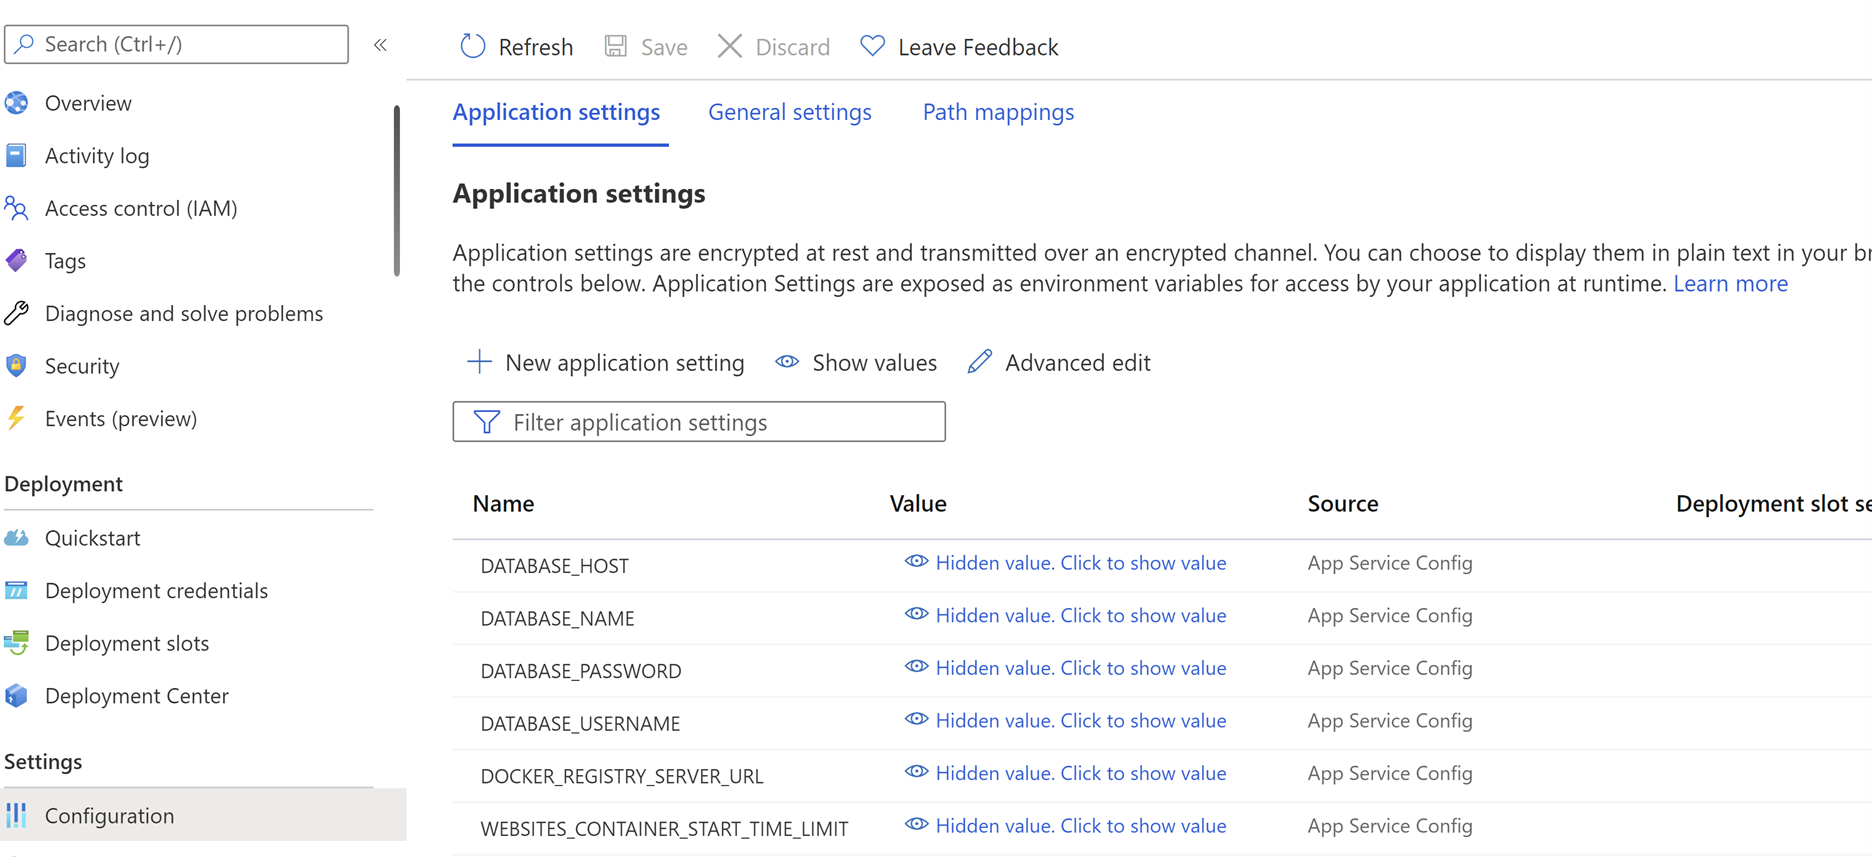 Search (Ctrl+/)
«
Overview
Activity log
Access control (IAM)
Tags
Diagnose and solve problems
Security
Events (preview)
Deployment
Quickstart
Deployment credentials
Deployment slots
Deployment Center
Settings
Configuration
Refresh
Save
Discard
Leave Feedback
Application settings
General settings
Path mappings
Application settings
Application settings are encrypted at rest and transmitted over an encrypted channel. You can choose to display them in plain text in your br
the controls below. Application Settings are exposed as environment variables for access by your application at runtime. Learn more
New application setting
Show values
Advanced edit
Filter application settings
Name Value Source Deployment slot se
DATABASE_HOST Hidden value. Click to show value App Service Config
DATABASE_NAME Hidden value. Click to show value App Service Config
DATABASE_PASSWORD Hidden value. Click to show value App Service Config
DATABASE_USERNAME Hidden value. Click to show value App Service Config
DOCKER_REGISTRY_SERVER_URL Hidden value. Click to show value App Service Config
WEBSITES_CONTAINER_START_TIME_LIMIT Hidden value. Click to show value App Service Config